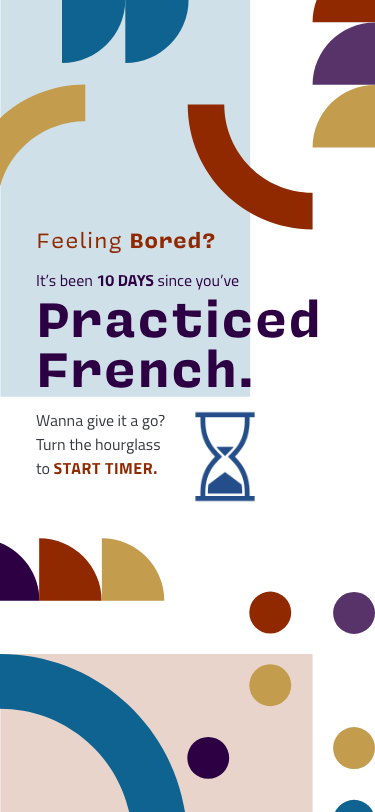 Feeling Bored?
It's been 10 DAYS since you've
Practiced
French.
Wanna give it a go?
Turn the hourglass
to START TIMER.